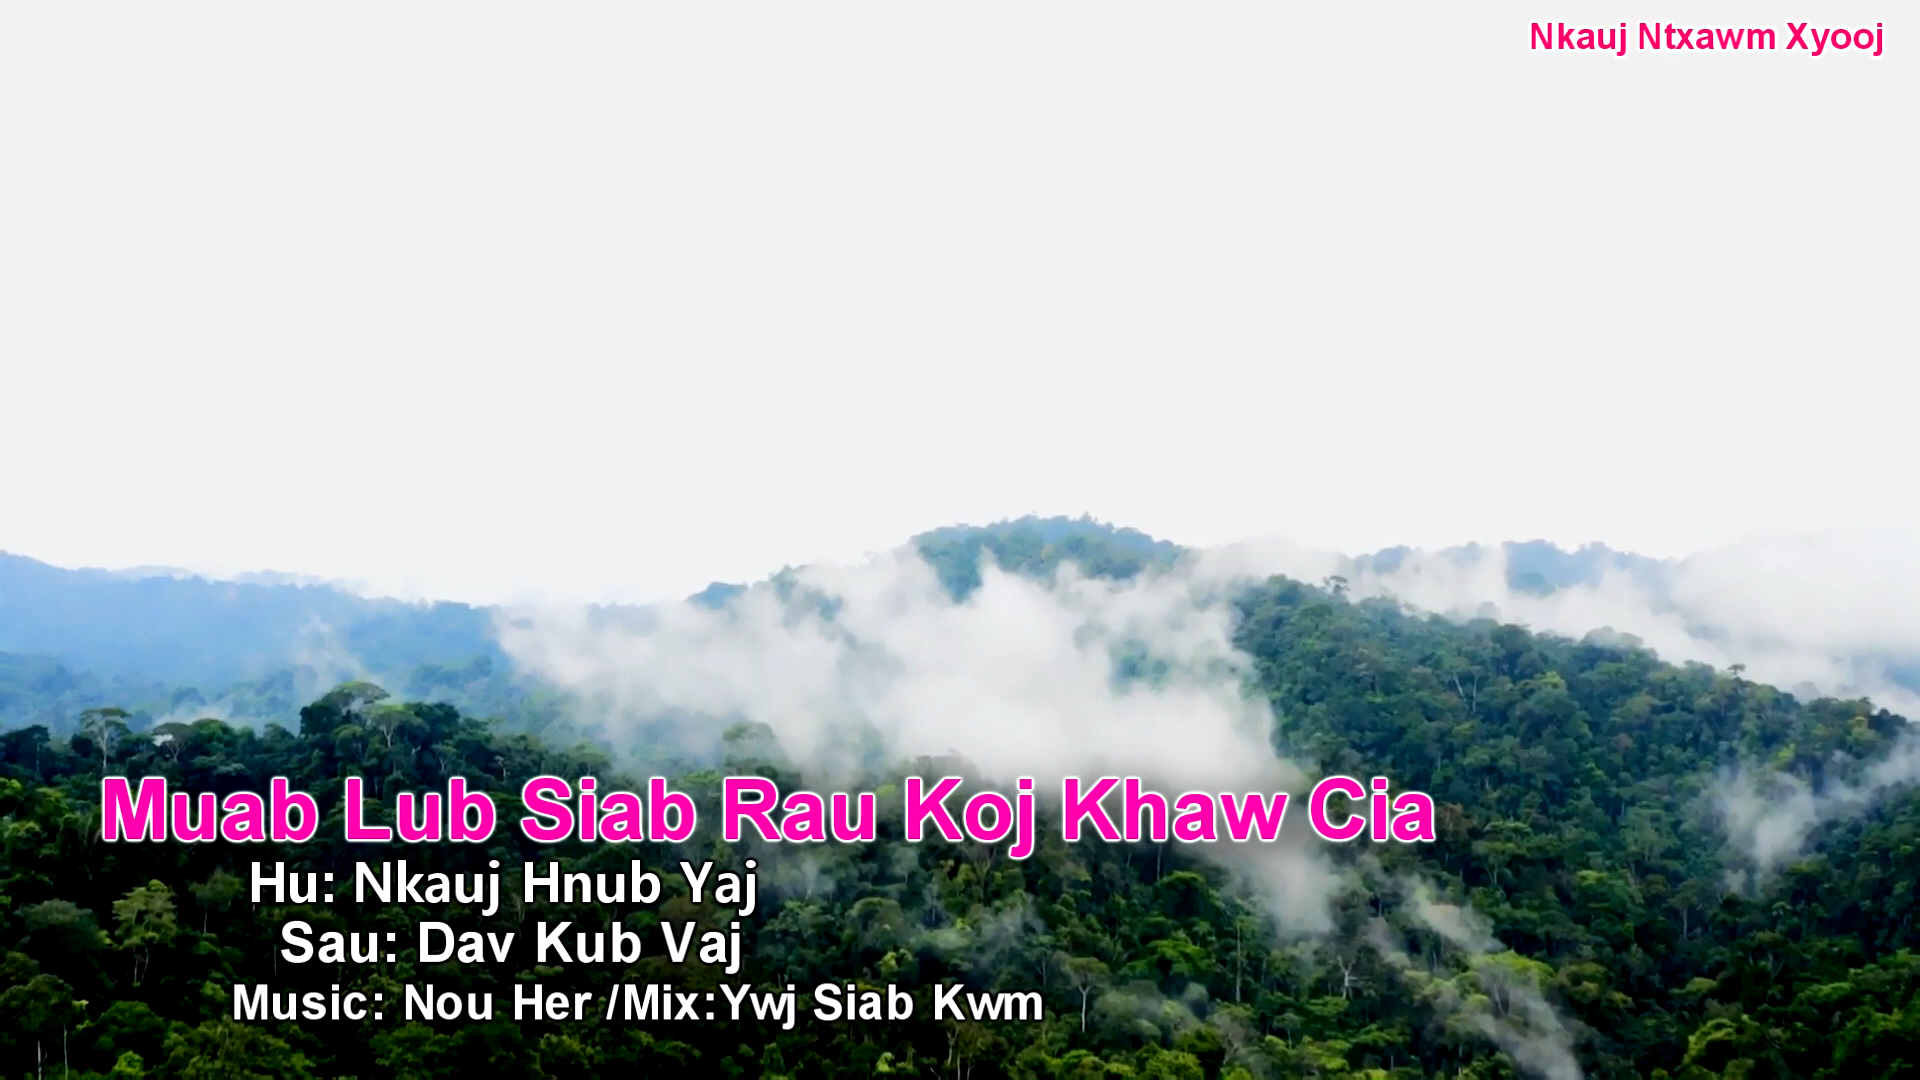 Nkauj Ntxawm Xyooj
Muab Lub Siab Rau Koj Khaw Cia
Hu: Nkauj Hnub Yaj
Sau: Dav Kub Vaj
Music: Nou Her /Mix:Ywj Siab Kwm